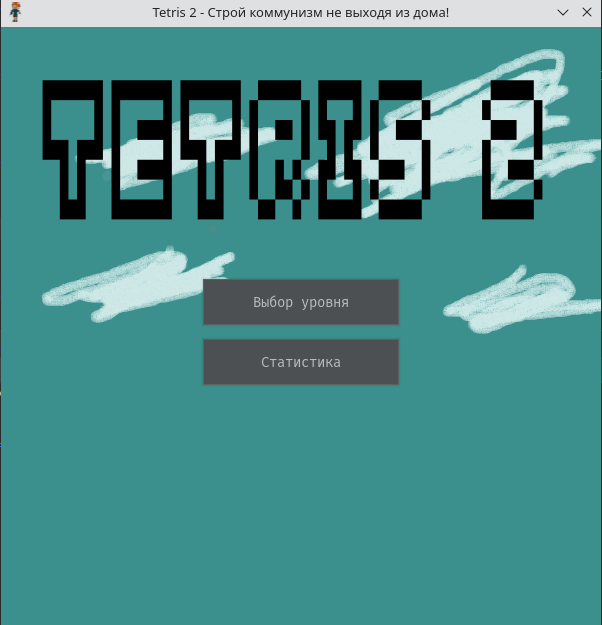 Tetris 2 - Строй коммунизм не выходя из дома!
TETRIS 2
Выбор уровня
Статистика